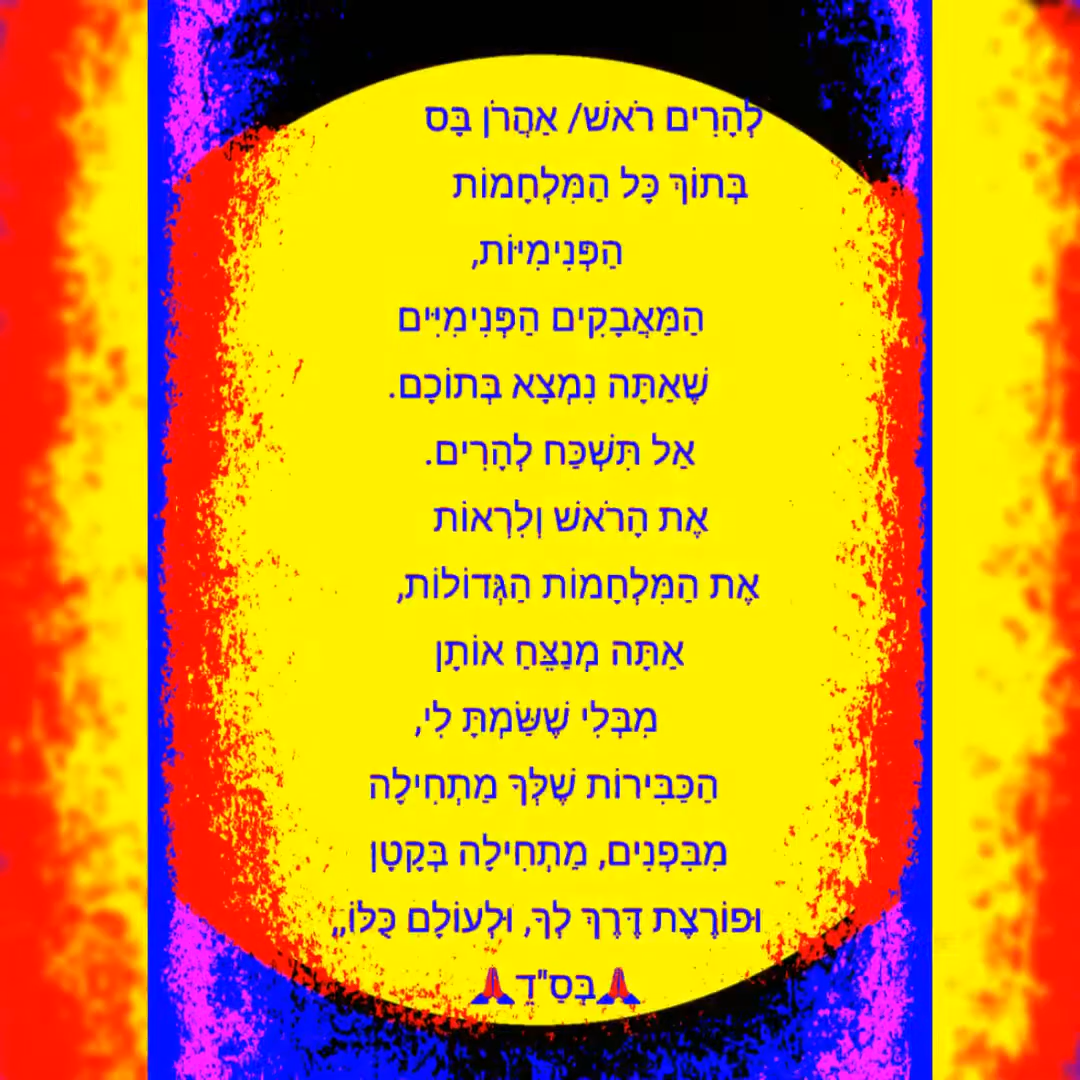 לְהָרִים רֹאשׁ/ אַהֲרֹן בָּס
בְּתוֹךְ כָּל הַמִּלְחָמוֹת
הַפְּנִימִיּוֹת,
הַמַּאֲבָקִים הַפְּנִימִיִּים
שֶׁאַתָּה נִמְצָא בְּתוֹכָם.
אַל תִּשְׁכַּח לְהָרִים.
אֶת הָרֹאשׁ וְלִרְאוֹת
אֶת הַמִּלְחָמוֹת הַגְּדוֹלוֹת,
אַתָּה מְנַצֵּחַ אוֹתָן
מִבְּלִי שֶׁשַּׂמְתָּ לִי,
הַכַּבִּירוֹת שֶׁלְּךָ מַתְחִילָה
מִבִּפְנִים, מַתְחִילָה בְּקָטָן
וּפוֹרֶצֶת דֶּרֶךְ לְךָ, וּלְעוֹלָם כֻּלּוֹ,,
🙏בְּסַ"ד🙏